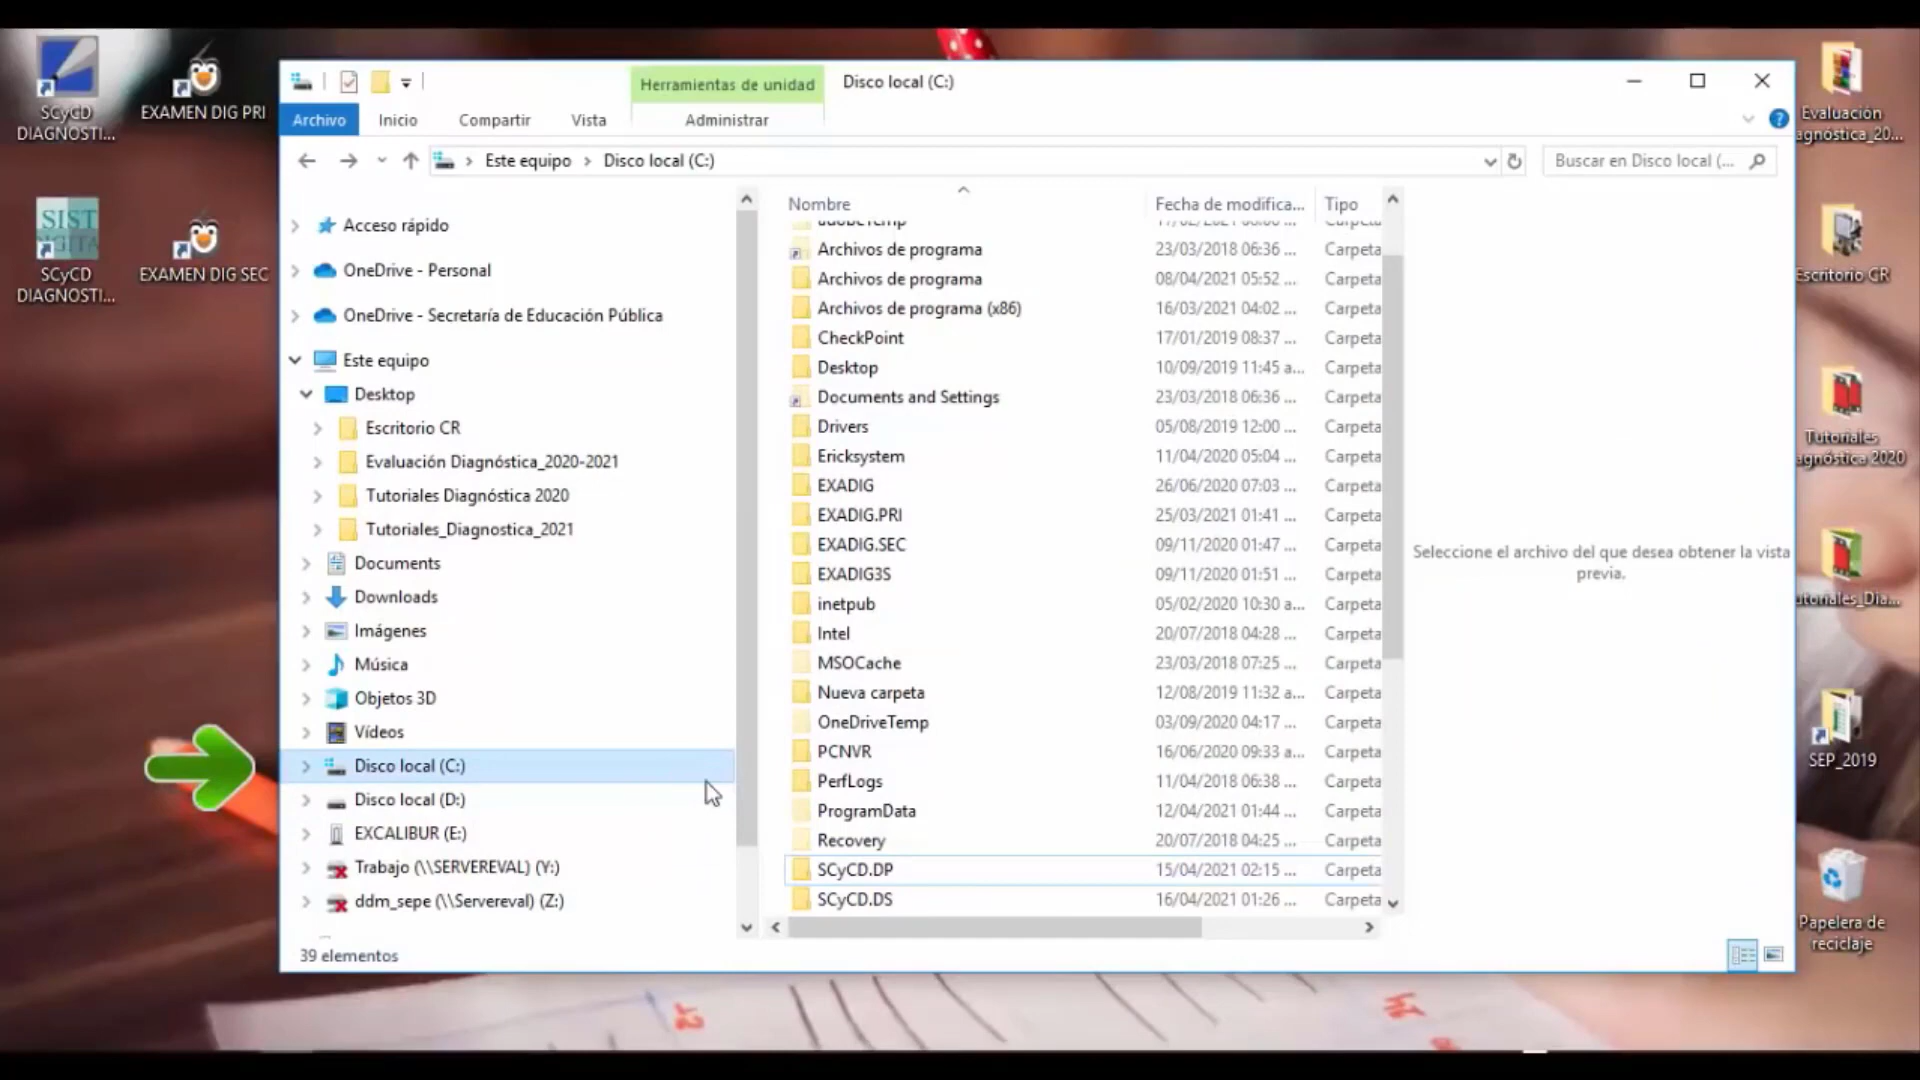 SCyCD
DIAGNOSTI...
EXAMEN DIG PRI
SIST
SCyCD
DIAGNOSTI...
EXAMEN DIG SEC
Herramientas de unidad
Disco local (C:)
Archivo
Inicio
Compartir
Vista
Administrar
Este equipo
Disco local (C:)
Buscar en Disco local (...
Acceso rápido
OneDrive - Personal
OneDrive - Secretaría de Educación Pública
Este equipo
Desktop
Escritorio CR
Evaluación Diagnóstica_2020-2021
Tutoriales Diagnóstica 2020
Tutoriales_Diagnostica_2021
Documents
Downloads
Imágenes
Música
Objetos 3D
Vídeos
Disco local (C:)
Disco local (D:)
EXCALIBUR (E:)
Trabajo (\\SERVEREVAL) (Y:)
ddm_sepe (\\Servereval) (Z:)
39 elementos
Nombre Fecha de modifica... Tipo
Archivos de programa 23/03/2018 06:36 ... Carpeta
Archivos de programa 08/04/2021 05:52 ... Carpeta
Archivos de programa (x86) 16/03/2021 04:02 ... Carpeta
CheckPoint 17/01/2019 08:37 ... Carpeta
Desktop 10/09/2019 11:45 a... Carpeta
Documents and Settings 23/03/2018 06:36 ... Carpeta
Drivers 05/08/2019 12:00 ... Carpeta
Ericksystem 11/04/2020 05:04 ... Carpeta
EXADIG 26/06/2020 07:03 ... Carpeta
EXADIG.PRI 25/03/2021 01:41 ... Carpeta
EXADIG.SEC 09/11/2020 01:47 ... Carpeta
EXADIG3S 09/11/2020 01:51 ... Carpeta
inetpub 05/02/2020 10:30 a... Carpeta
Intel 20/07/2018 04:28 ... Carpeta
MSOCache 23/03/2018 07:25 ... Carpeta
Nueva carpeta 12/08/2019 11:32 a... Carpeta
OneDriveTemp 03/09/2020 04:17 ... Carpeta
PCNVR 16/06/2020 09:33 a... Carpeta
PerfLogs 11/04/2018 06:38 ... Carpeta
ProgramData 12/04/2021 01:44 ... Carpeta
Recovery 20/07/2018 04:25 ... Carpeta
SCyCD.DP 15/04/2021 02:15 ... Carpeta
SCyCD.DS 16/04/2021 01:26 ... Carpeta
Seleccione el archivo del que desea obtener la vista
previa.
Evaluación
agnóstica_20...
Escritorio CR
Tutoriales
agnóstica 2020
utoriales_Dia...
SEP_2019
Papelera de
reciclaje